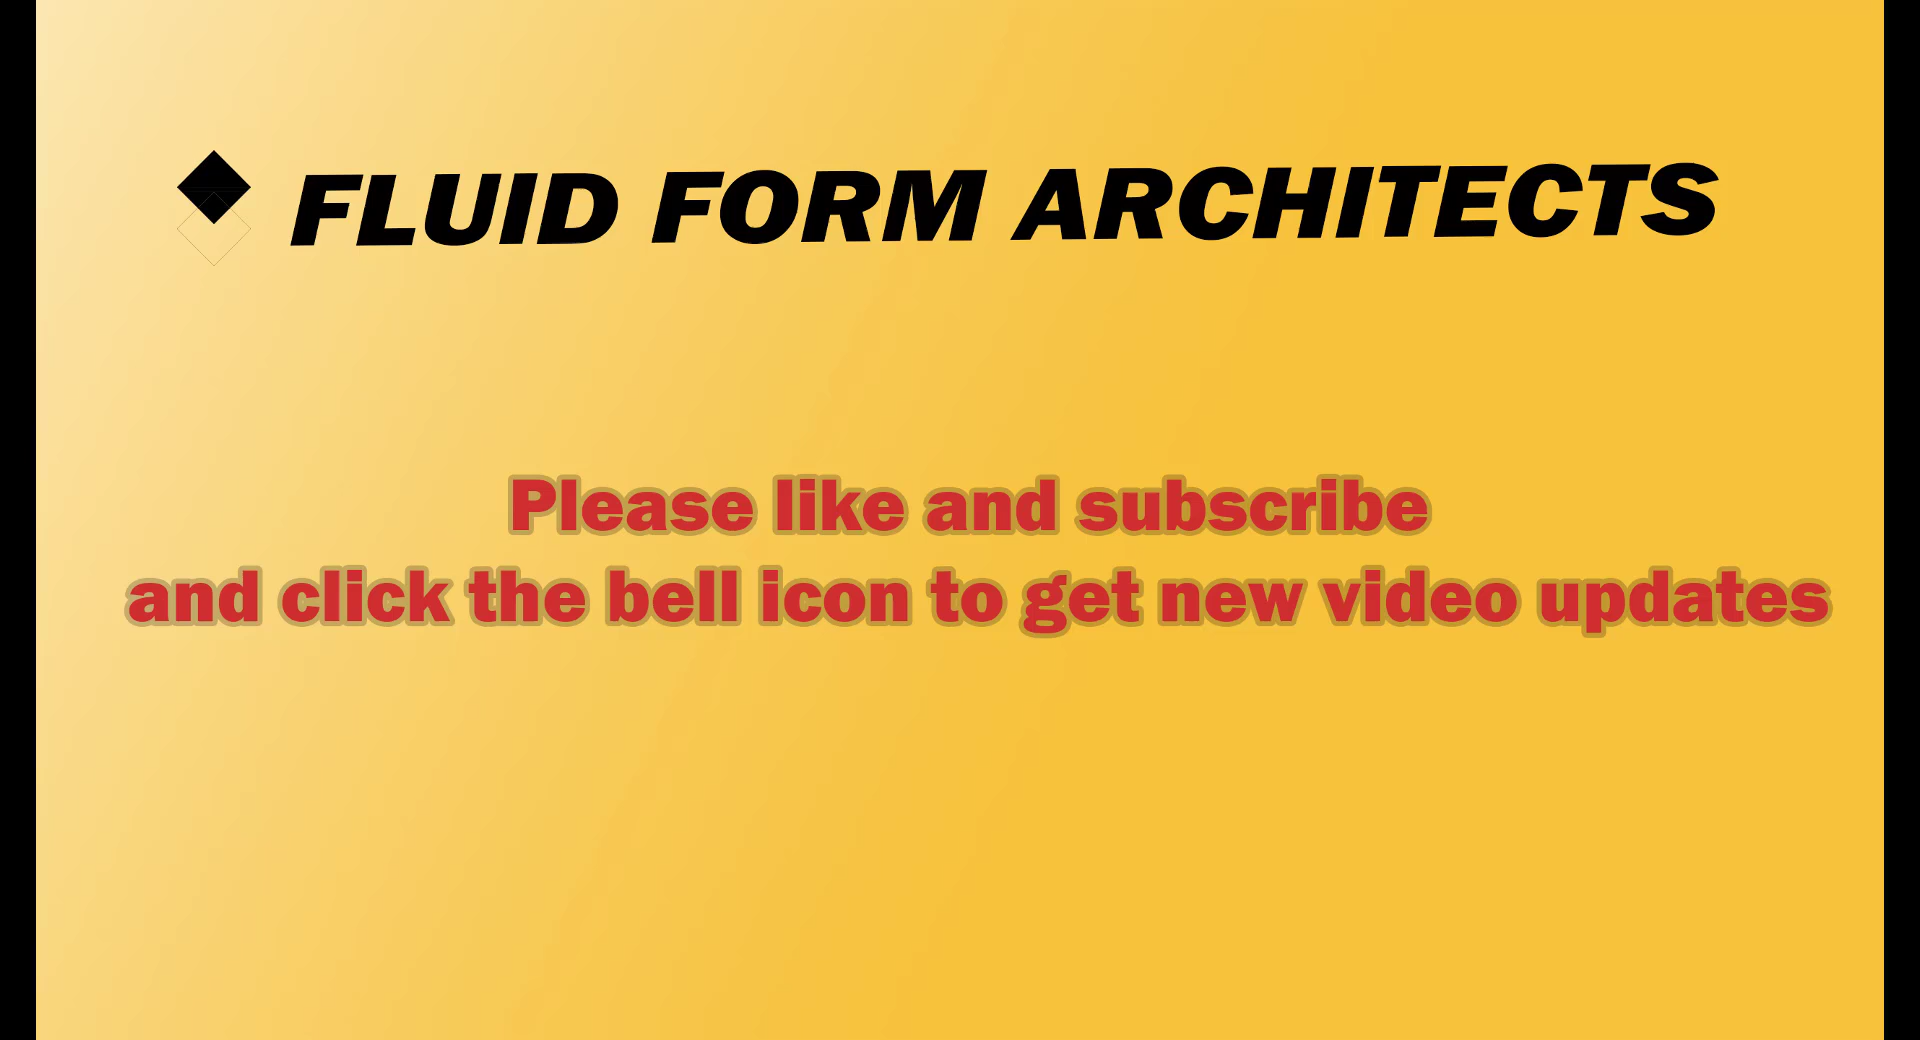 FLUID FORM ARCHITECTS
Please like and subscribe
and click the bell icon to get new video updates